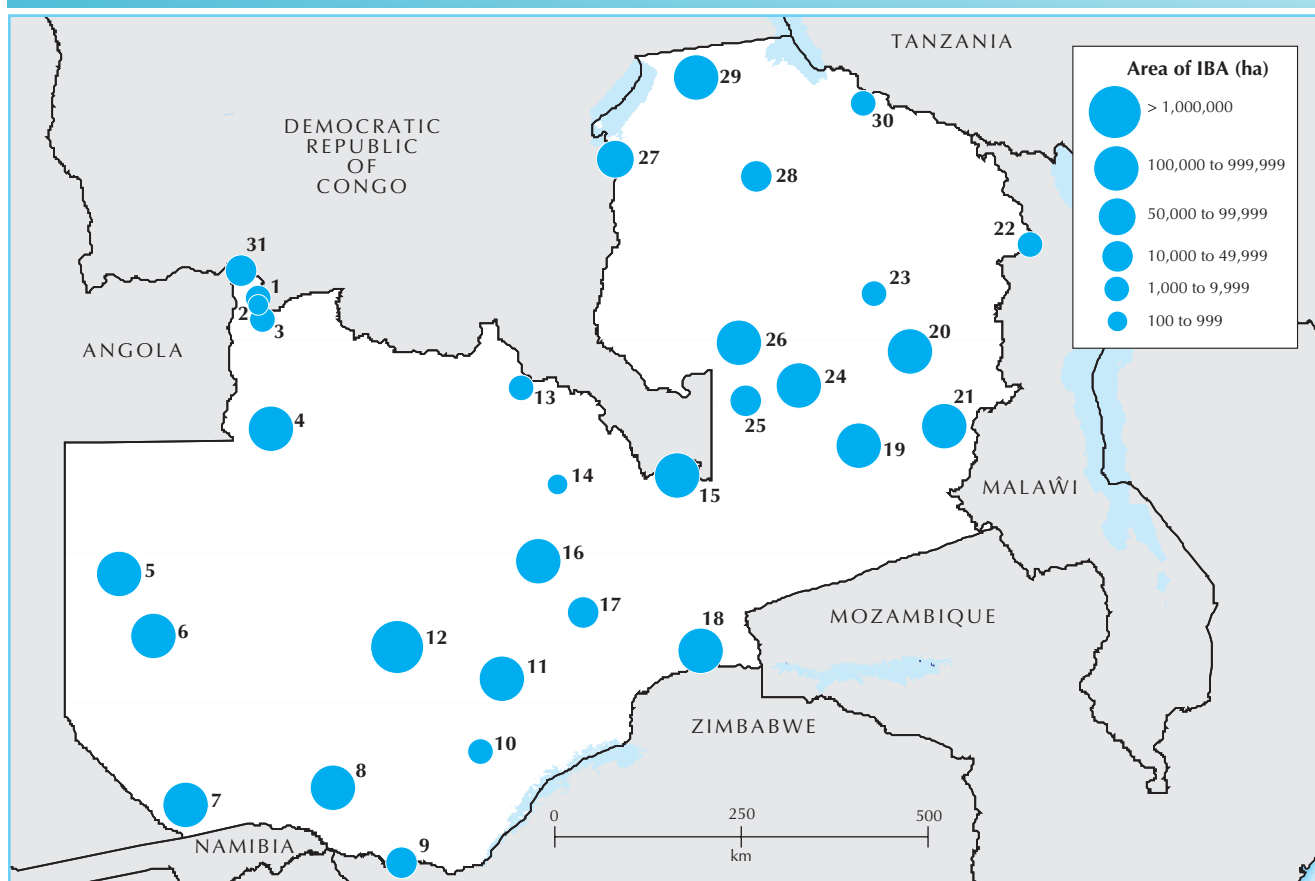 TANZANIA
DEMOCRATIC
REPUBLIC
OF
CONGO
ANGOLA
MALAŴI
MOZAMBIQUE
ZIMBABWE
NAMIBIA
Area of IBA (ha)
> 1,000,000
100,000 to 999,999
50,000 to 99,999
10,000 to 49,999
1,000 to 9,999
100 to 999
29
30
27
28
22
31
1
2
3
23
26
20
24
13
25
21
4
19
14
15
16
5
17
6
12
18
11
10
8
7
9
0 250 500
km